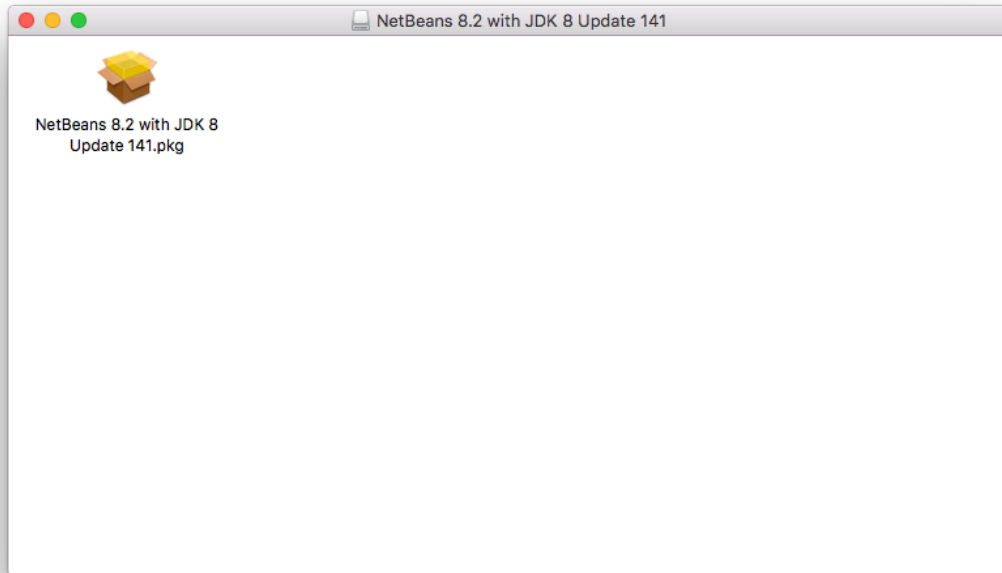 NetBeans 8.2 with JDK 8 Update 141
NetBeans 8.2 with JDK 8
Update 141.pkg